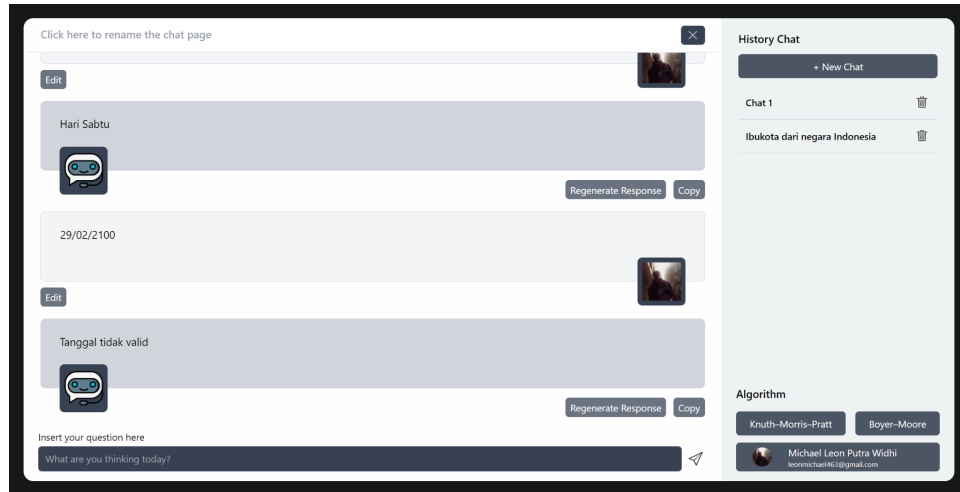 Click here to rename the chat page
Edit
Hari Sabtu
Regenerate Response
Copy
29/02/2100
Edit
Tanggal tidak valid
Regenerate Response
Copy
Insert your question here
What are you thinking today?
History Chat
+ New Chat
Chat 1
Ibukota dari negara Indonesia
Algorithm
Knuth–Morris–Pratt
Boyer–Moore
Michael Leon Putra Widhi
leonmichael463@gmail.com